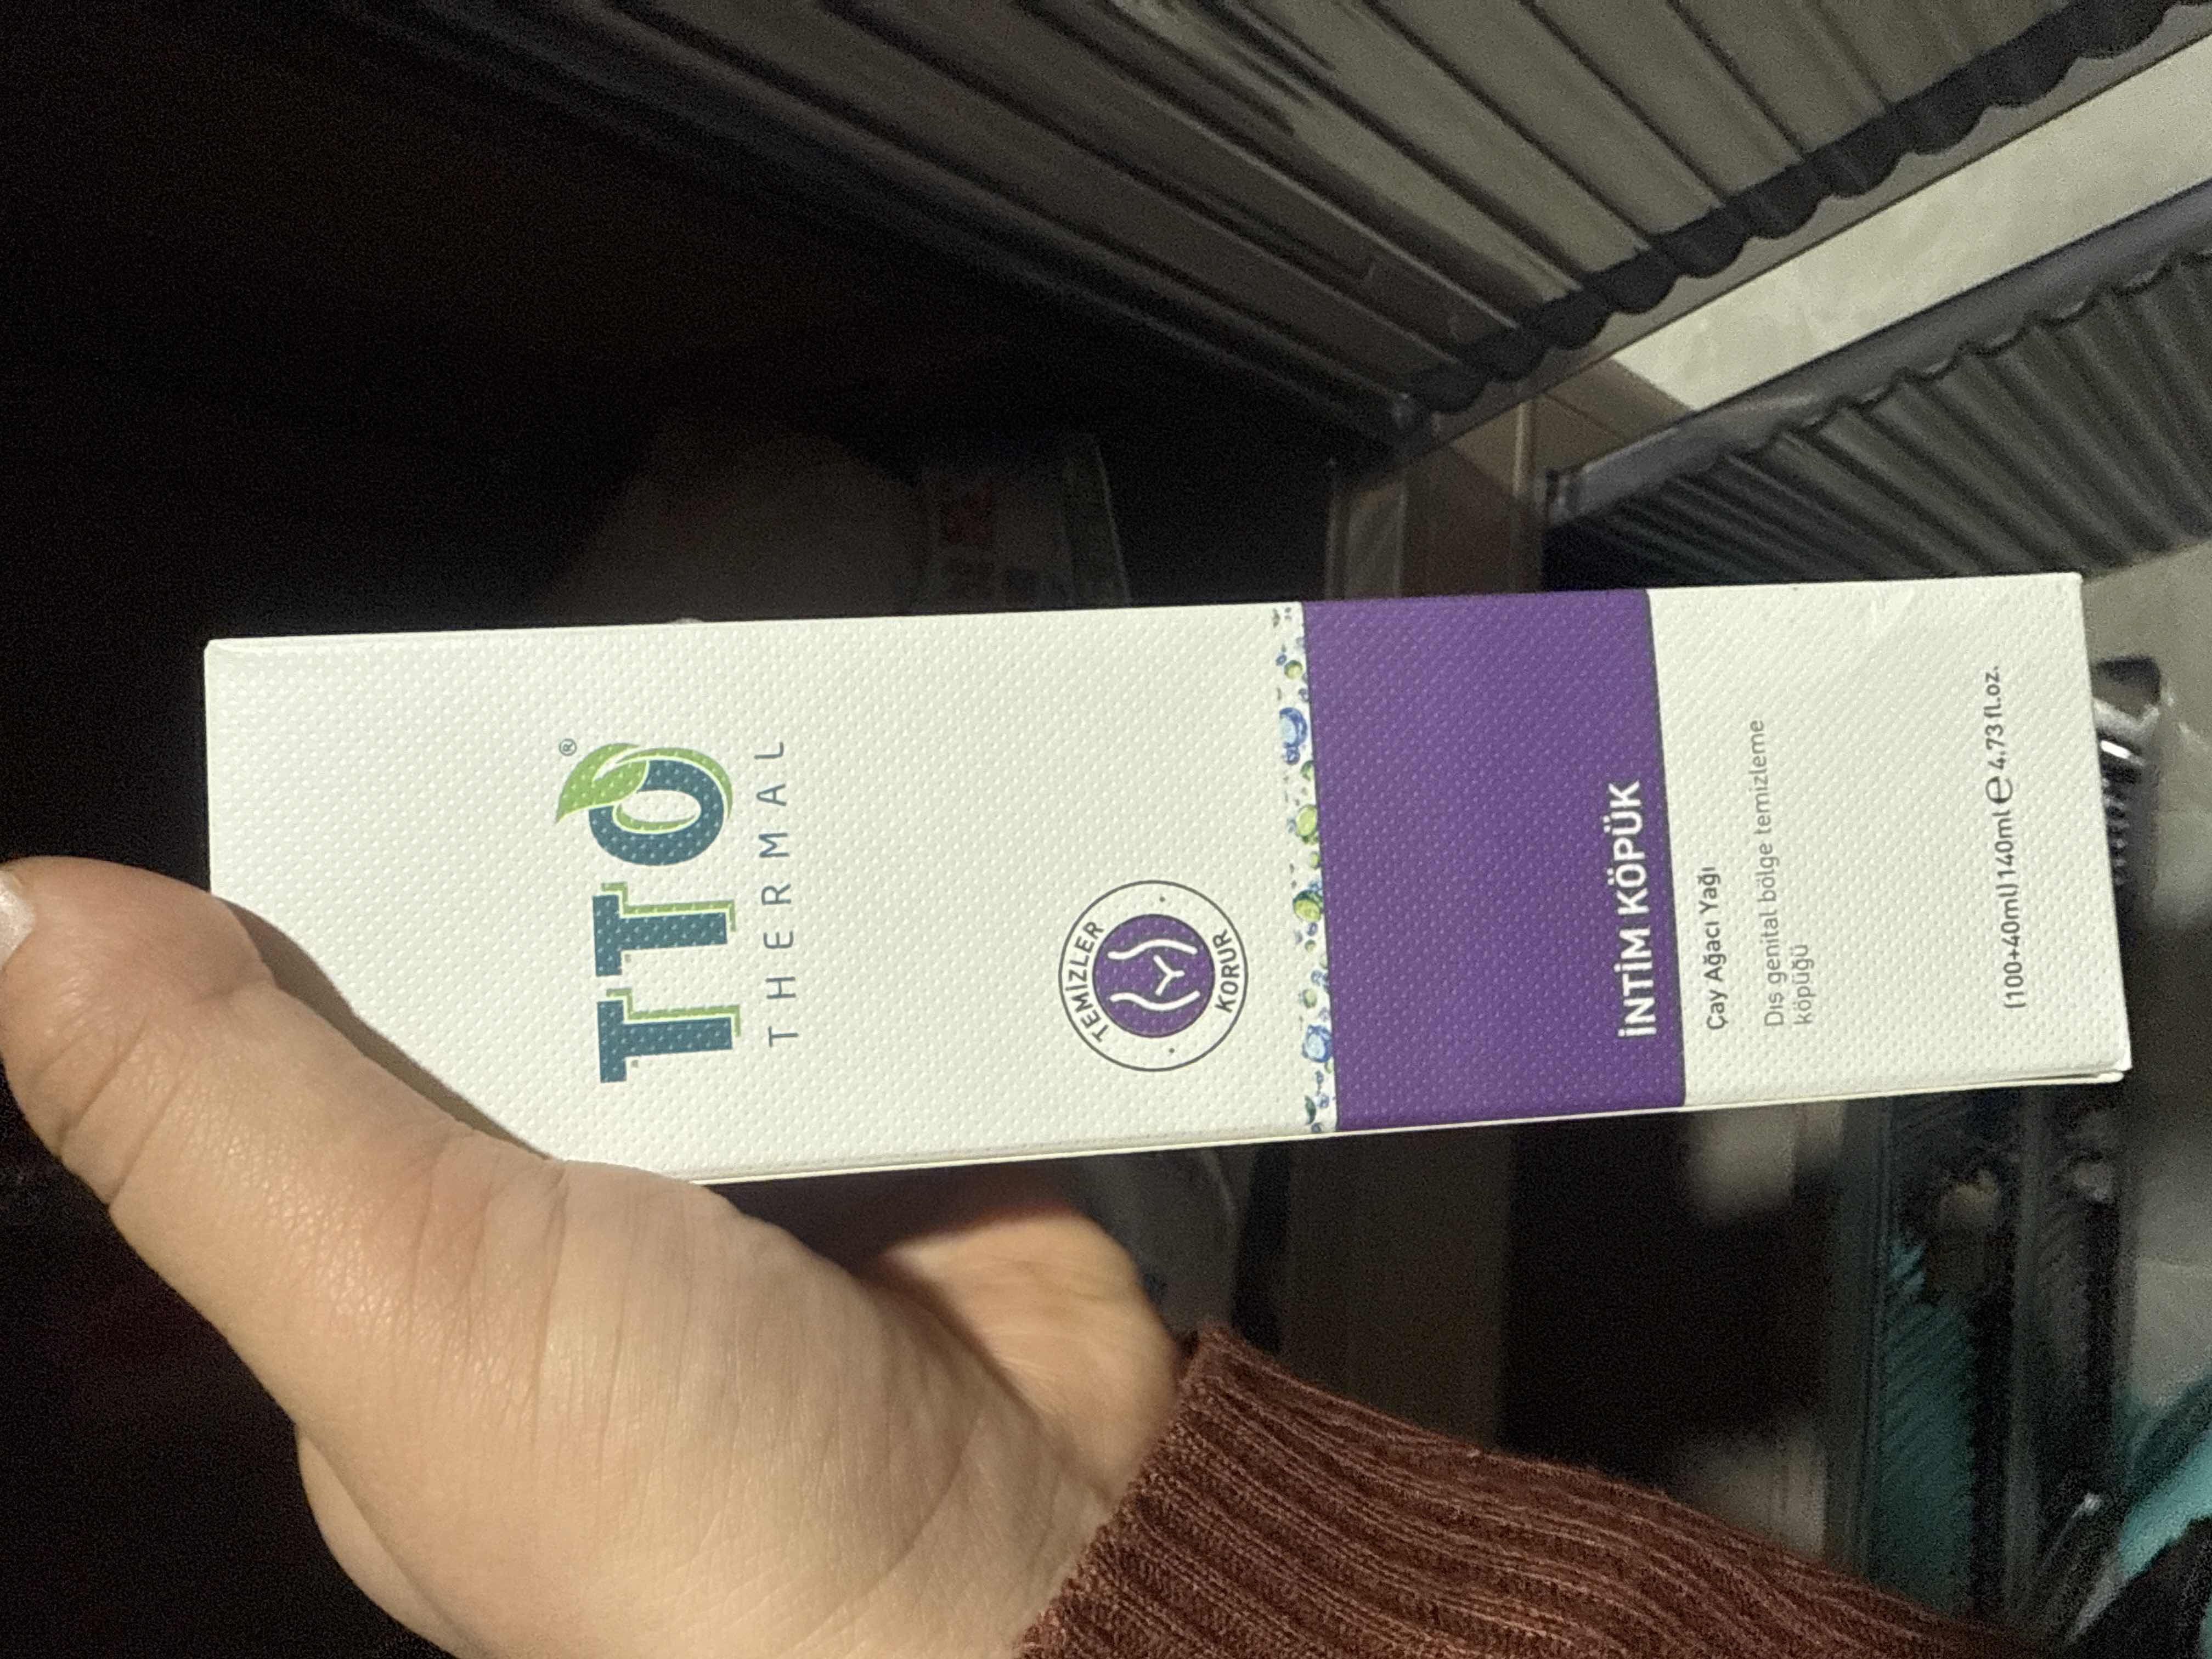 TTO®
THERMAL
TEMİZLER
KORUR
İNTİM KÖPÜK
Çay Ağacı Yağı
Dış genital bölge temizleme
köpüğü
(100+40ml) 140ml ℮ 4.73 fl.oz.